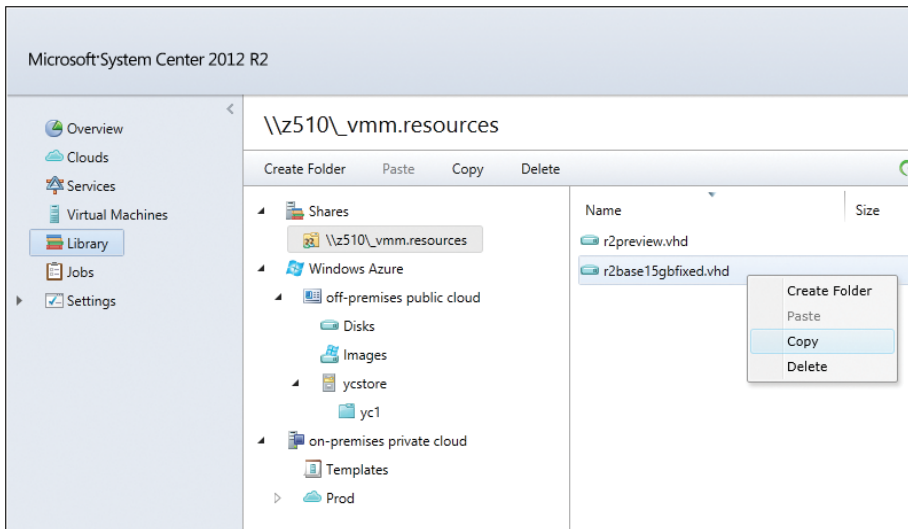 Microsoft System Center 2012 R2
Overview
Clouds
Services
Virtual Machines
Library
Jobs
Settings
\\z510\_vmm.resources
Create Folder Paste Copy Delete
Shares
\\z510\_vmm.resources
Windows Azure
off-premises public cloud
Disks
Images
ycstore
yc1
on-premises private cloud
Templates
Prod
Name Size
r2preview.vhd
r2base15gbfixed.vhd
Create Folder
Paste
Copy
Delete